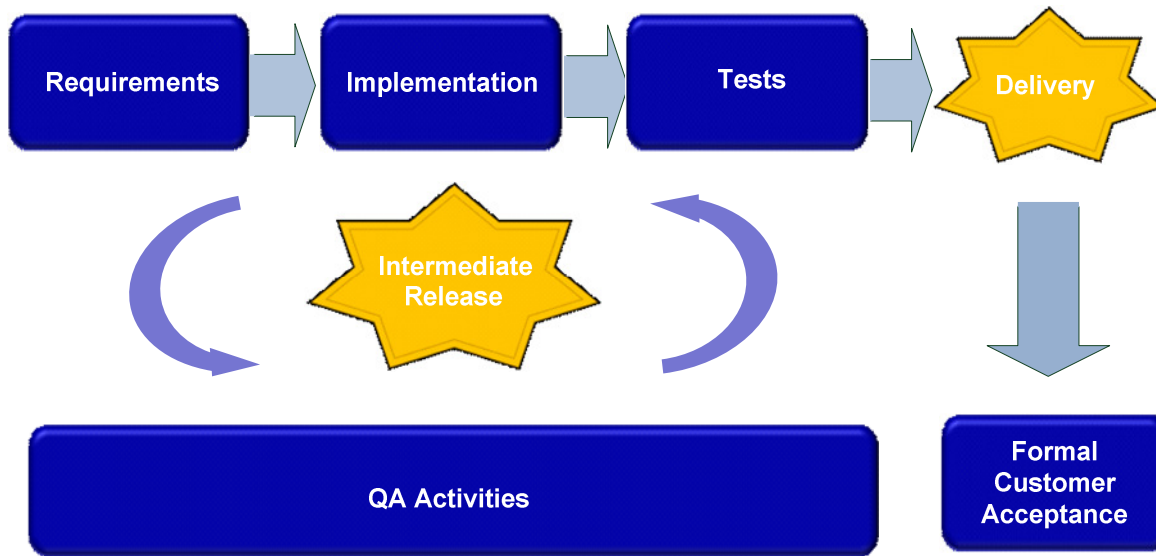 Requirements
Implementation
Tests
Delivery
Intermediate
Release
QA Activities
Formal
Customer
Acceptance